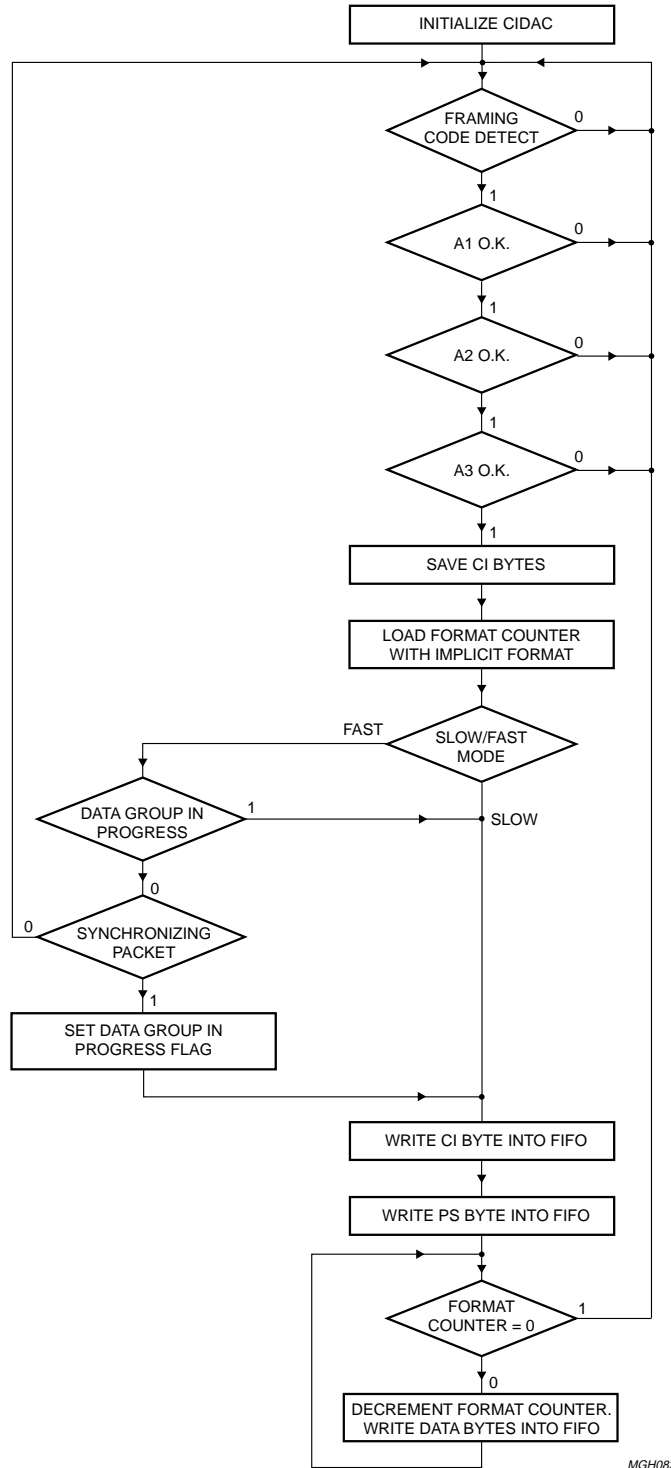 INITIALIZE CIDAC
FRAMING
CODE DETECT
0
1
A1 O.K.
0
1
A2 O.K.
0
1
A3 O.K.
0
1
SAVE CI BYTES
LOAD FORMAT COUNTER
WITH IMPLICIT FORMAT
FAST
SLOW/FAST
MODE
SLOW
DATA GROUP IN
PROGRESS
1
0
0
SYNCHRONIZING
PACKET
1
SET DATA GROUP IN
PROGRESS FLAG
WRITE CI BYTE INTO FIFO
WRITE PS BYTE INTO FIFO
FORMAT
COUNTER = 0
1
0
DECREMENT FORMAT COUNTER.
WRITE DATA BYTES INTO FIFO